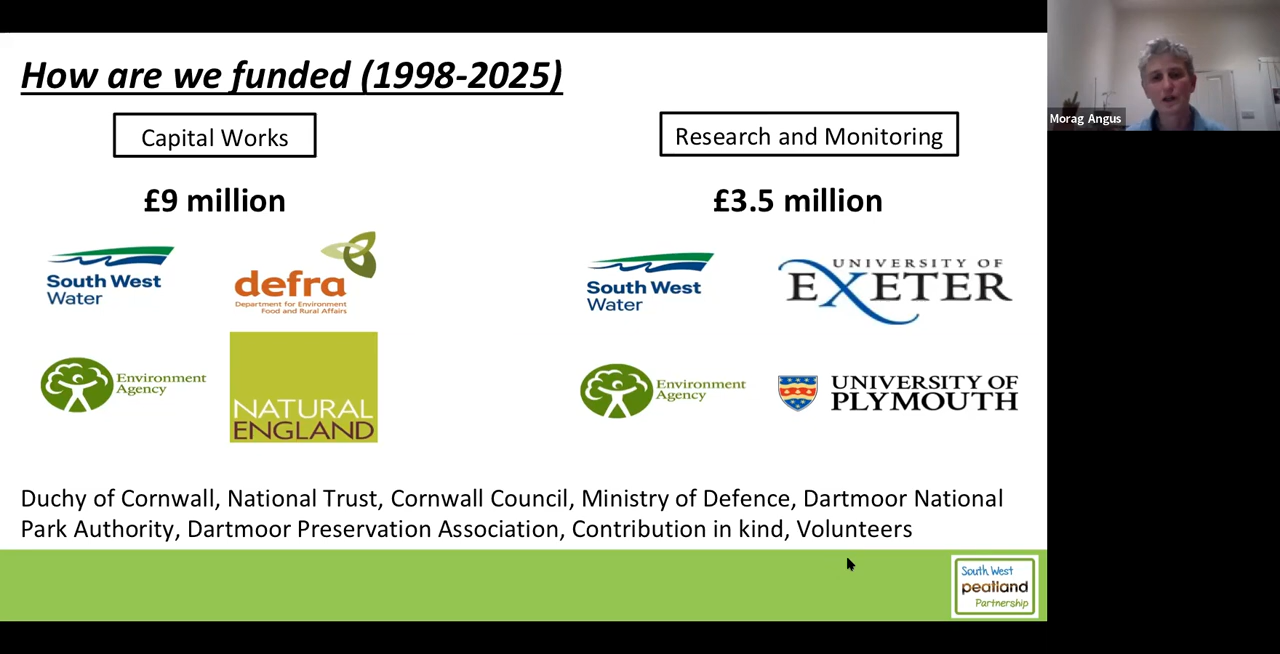 How are we funded (1998-2025)
Capital Works
£9 million
South West
Water
defra
Department for Environment
Food and Rural Affairs
Environment
Agency
NATURAL
ENGLAND
Research and Monitoring
£3.5 million
South West
Water
UNIVERSITY OF
EXETER
Environment
Agency
UNIVERSITY OF
PLYMOUTH
Duchy of Cornwall, National Trust, Cornwall Council, Ministry of Defence, Dartmoor National
Park Authority, Dartmoor Preservation Association, Contribution in kind, Volunteers
South West
peatland
Partnership
Morag Angus